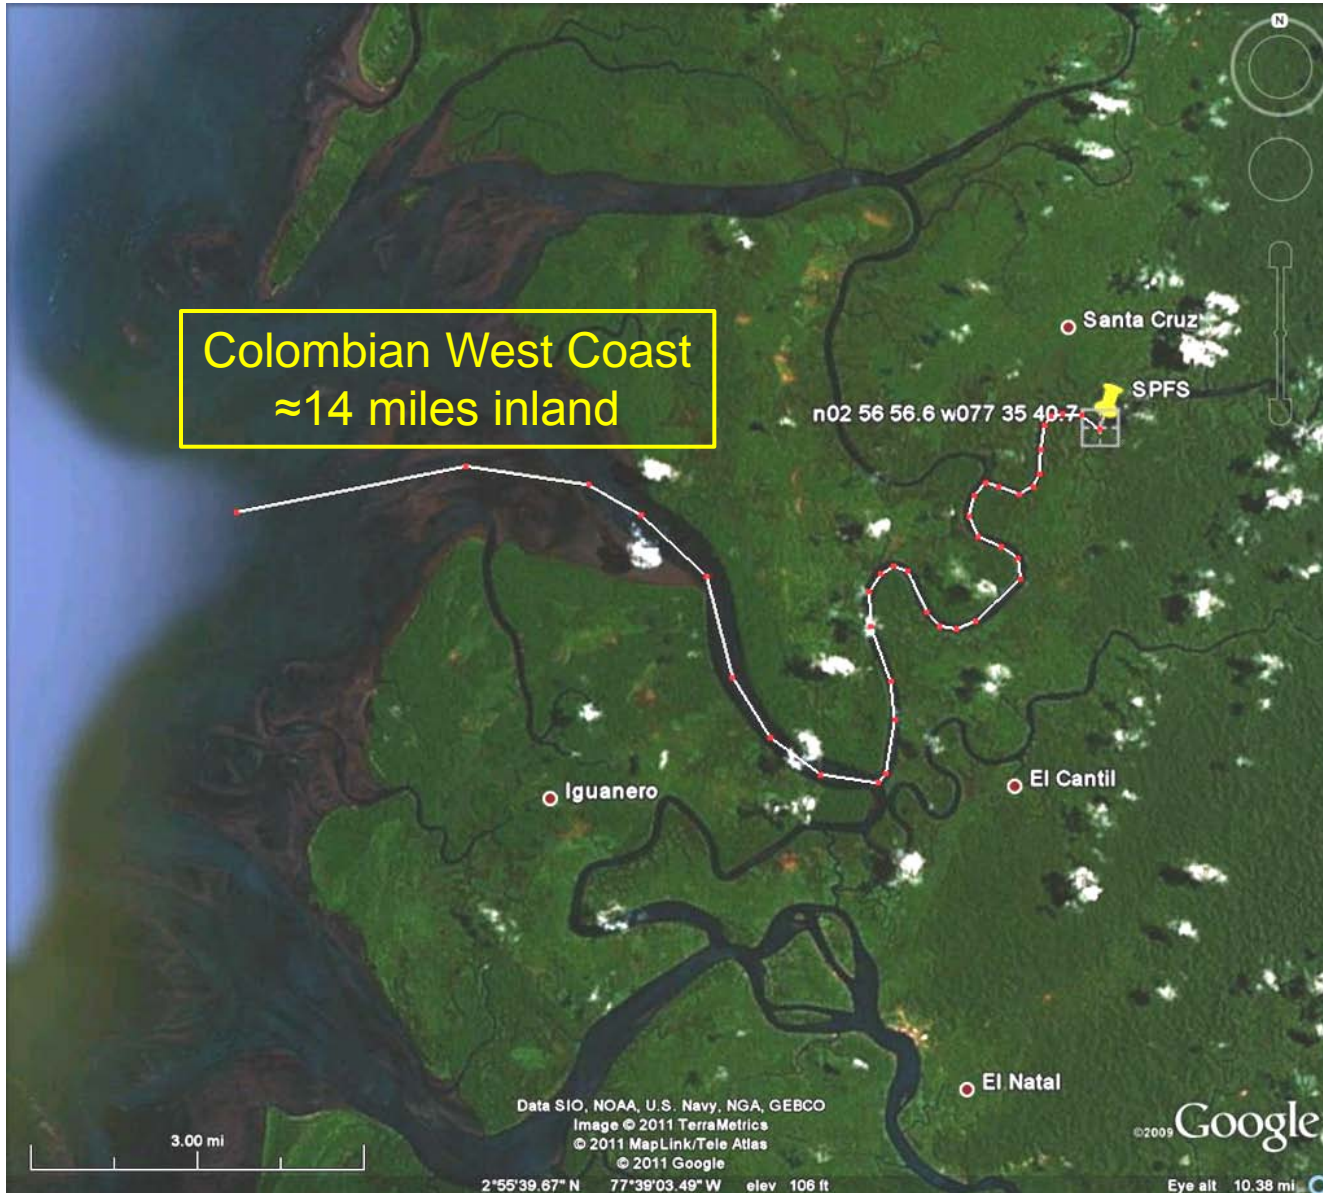 N
Colombian West Coast
≈14 miles inland
Santa Cruz
SPFS
n02 56 56.6 w077 35 40.7
Iguanero
El Cantil
El Natal
Data SIO, NOAA, U.S. Navy, NGA, GEBCO
Image © 2011 TerraMetrics
© 2011 MapLink/Tele Atlas
© 2011 Google
©2009 Google
3.00 mi
2°55'39.67" N 77°39'03.49" W elev 106 ft
Eye alt 10.38 mi